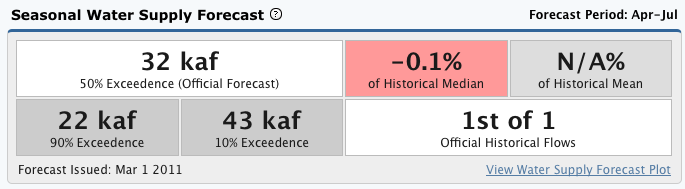 Seasonal Water Supply Forecast ? Forecast Period: Apr-Jul
32 kaf −0.1% N/A%
50% Exceedence (Official Forecast) of Historical Median of Historical Mean
22 kaf 43 kaf 1st of 1
90% Exceedence 10% Exceedence Official Historical Flows
Forecast Issued: Mar 1 2011 View Water Supply Forecast Plot